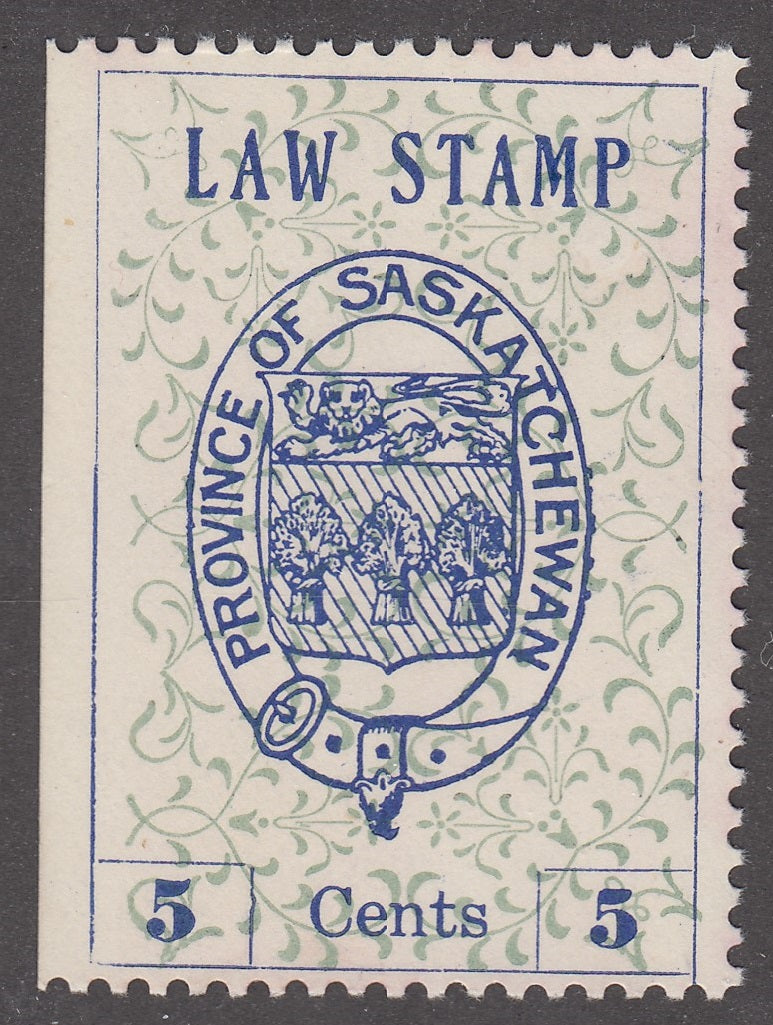 LAW STAMP
PROVINCE OF SASKATCHEWAN
5 Cents 5